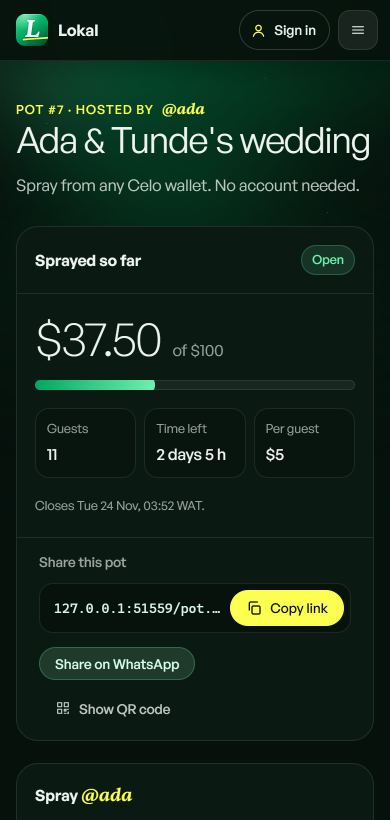 L Lokal
Sign in
POT #7 · HOSTED BY @ada
Ada & Tunde's wedding
Spray from any Celo wallet. No account needed.
Sprayed so far
Open
$37.50 of $100
Guests
11
Time left
2 days 5 h
Per guest
$5
Closes Tue 24 Nov, 03:52 WAT.
Share this pot
127.0.0.1:51559/pot.…
Copy link
Share on WhatsApp
Show QR code
Spray @ada